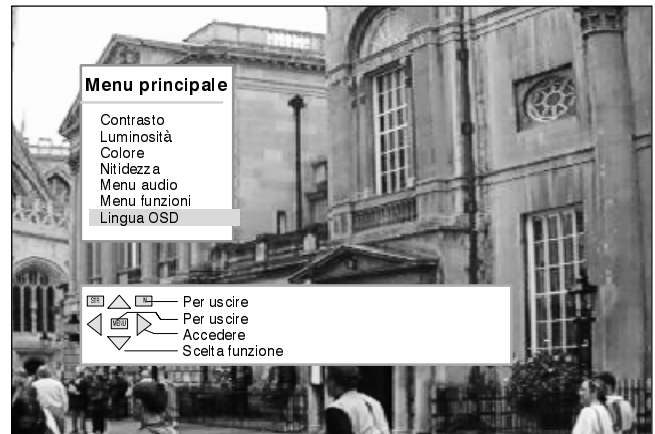 Menu principale
Contrasto
Luminosità
Colore
Nitidezza
Menu audio
Menu funzioni
Lingua OSD
Per uscire
MENU Per uscire
Accedere
Scelta funzione